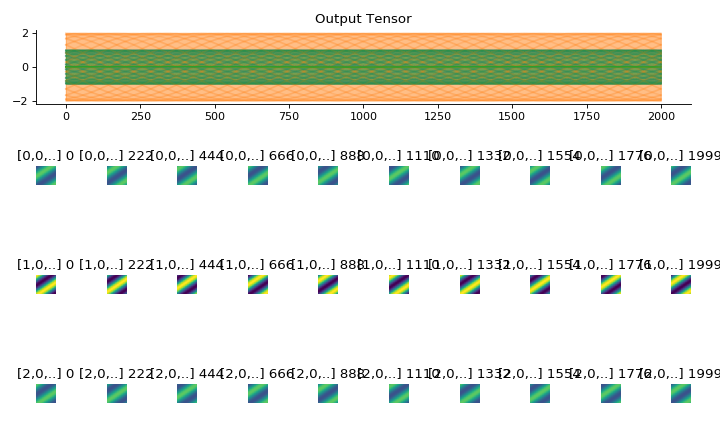 Output Tensor
2
0
−2
0 250 500 750 1000 1250 1500 1750 2000
[0,0,..] 0 [0,0,..] 222 [0,0,..] 444 [0,0,..] 666 [0,0,..] 888 [0,0,..] 1110 [0,0,..] 1332 [0,0,..] 1554 [0,0,..] 1776 [0,0,..] 1999
[1,0,..] 0 [1,0,..] 222 [1,0,..] 444 [1,0,..] 666 [1,0,..] 888 [1,0,..] 1110 [1,0,..] 1332 [1,0,..] 1554 [1,0,..] 1776 [1,0,..] 1999
[2,0,..] 0 [2,0,..] 222 [2,0,..] 444 [2,0,..] 666 [2,0,..] 888 [2,0,..] 1110 [2,0,..] 1332 [2,0,..] 1554 [2,0,..] 1776 [2,0,..] 1999